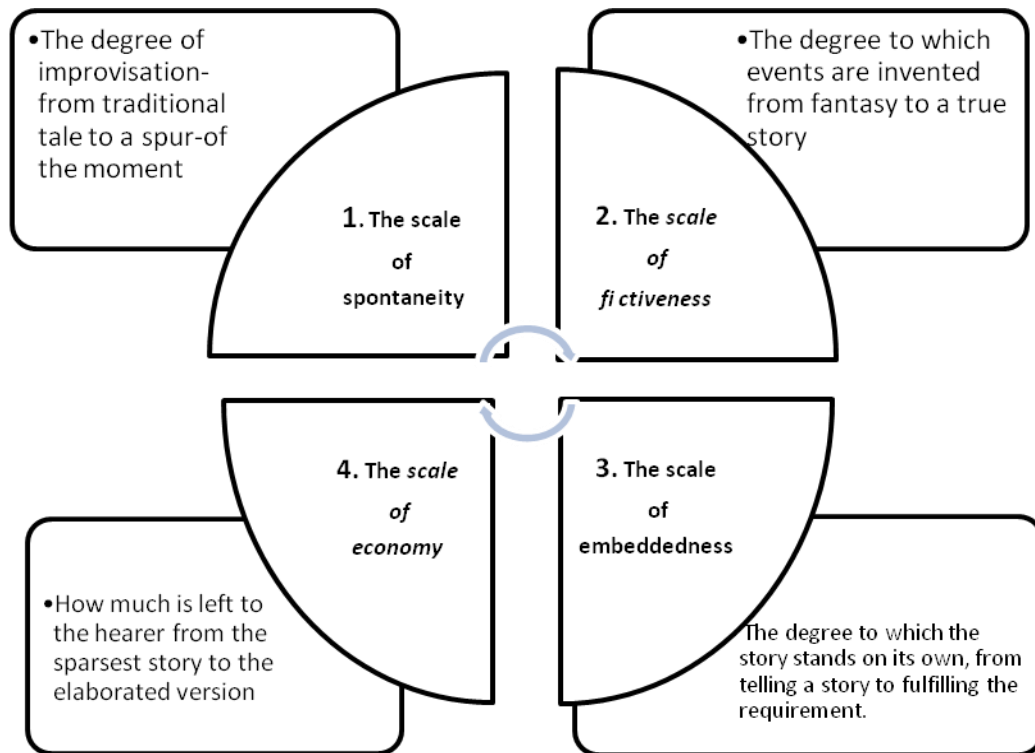 •The degree of
improvisation-
from traditional
tale to a spur-of
the moment
•The degree to which
events are invented
from fantasy to a true
story
1. The scale
of
spontaneity
2. The scale
of
fictiveness
4. The scale
of
economy
3. The scale
of
embeddedness
•How much is left to
the hearer from the
sparsest story to the
elaborated version
The degree to which the
story stands on its own, from
telling a story to fulfilling the
requirement.